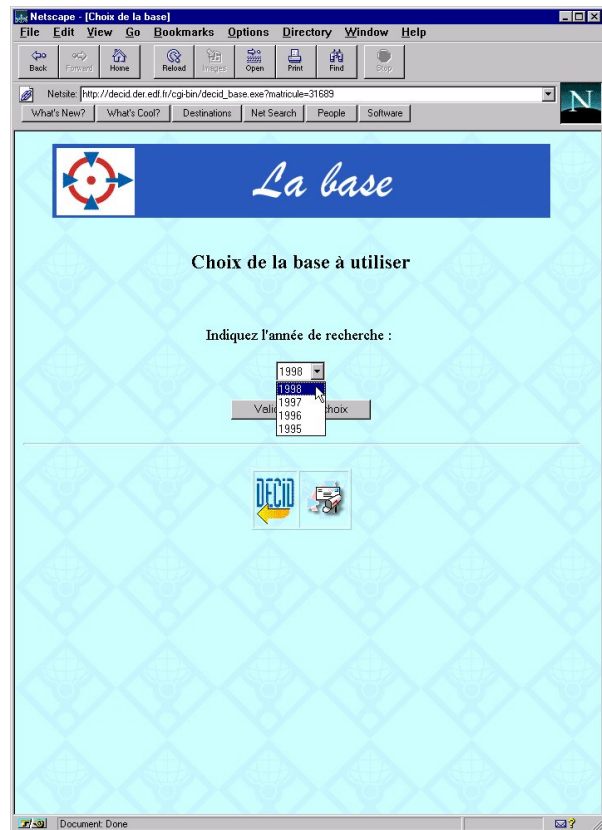 Netscape - [Choix de la base]
File Edit View Go Bookmarks Options Directory Window Help
Back Forward Home Reload Images Open Print Find Stop
Netsite: http://decid.der.edf.fr/cgi-bin/decid_base.exe?matricule=31689
N
What's New? What's Cool? Destinations Net Search People Software
La base
Choix de la base à utiliser
Indiquez l'année de recherche :
1998
1998
1997
1996
1995
DECID
Document: Done